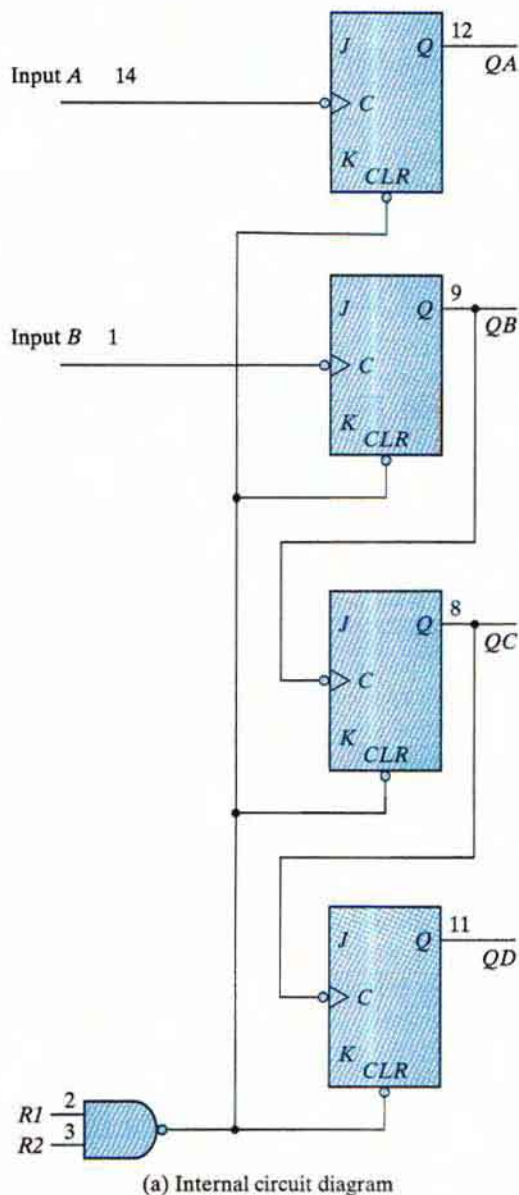 12
J Q
QA
Input A 14
C
K
CLR
9
J Q
QB
Input B 1
C
K
CLR
8
J Q
QC
C
K
CLR
11
J Q
QD
C
K
CLR
R1 2
R2 3
(a) Internal circuit diagram